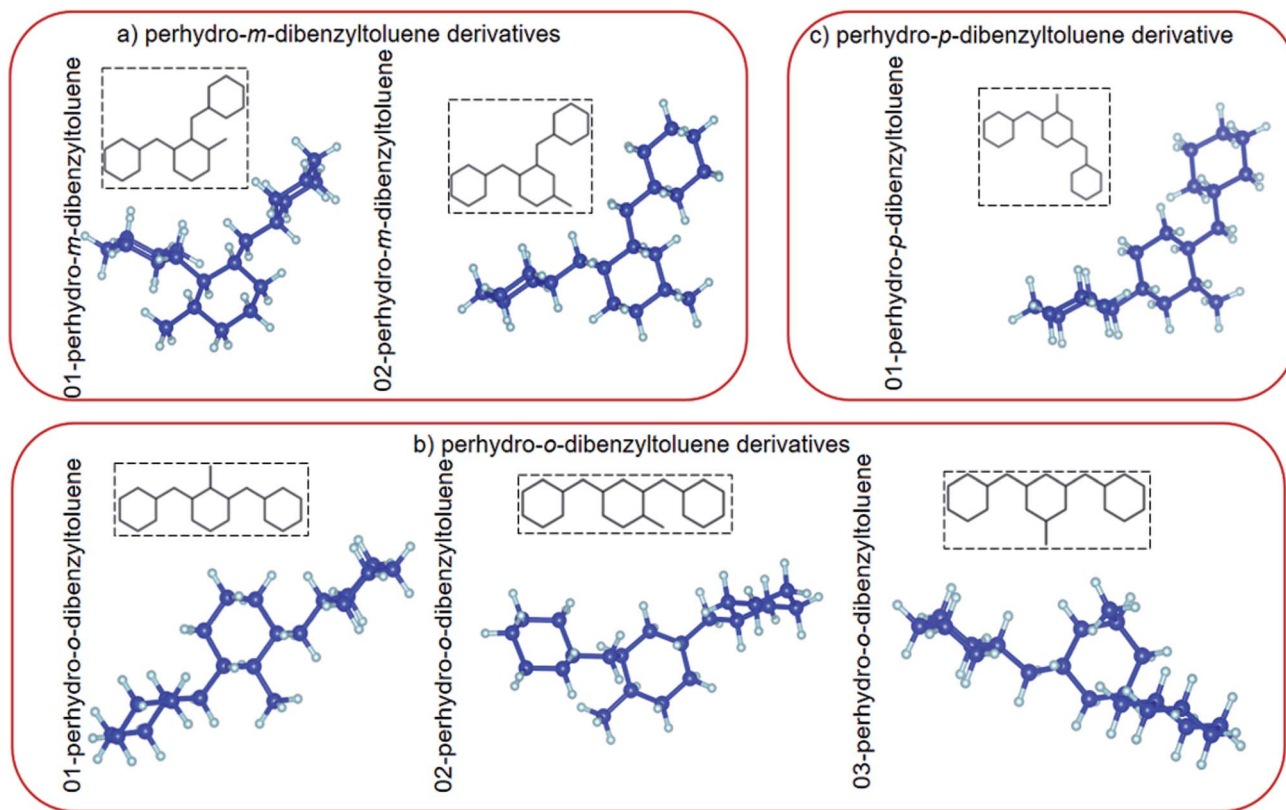 a) perhydro-m-dibenzyltoluene derivatives
01-perhydro-m-dibenzyltoluene
02-perhydro-m-dibenzyltoluene
c) perhydro-p-dibenzyltoluene derivative
01-perhydro-p-dibenzyltoluene
b) perhydro-o-dibenzyltoluene derivatives
01-perhydro-o-dibenzyltoluene
02-perhydro-o-dibenzyltoluene
03-perhydro-o-dibenzyltoluene